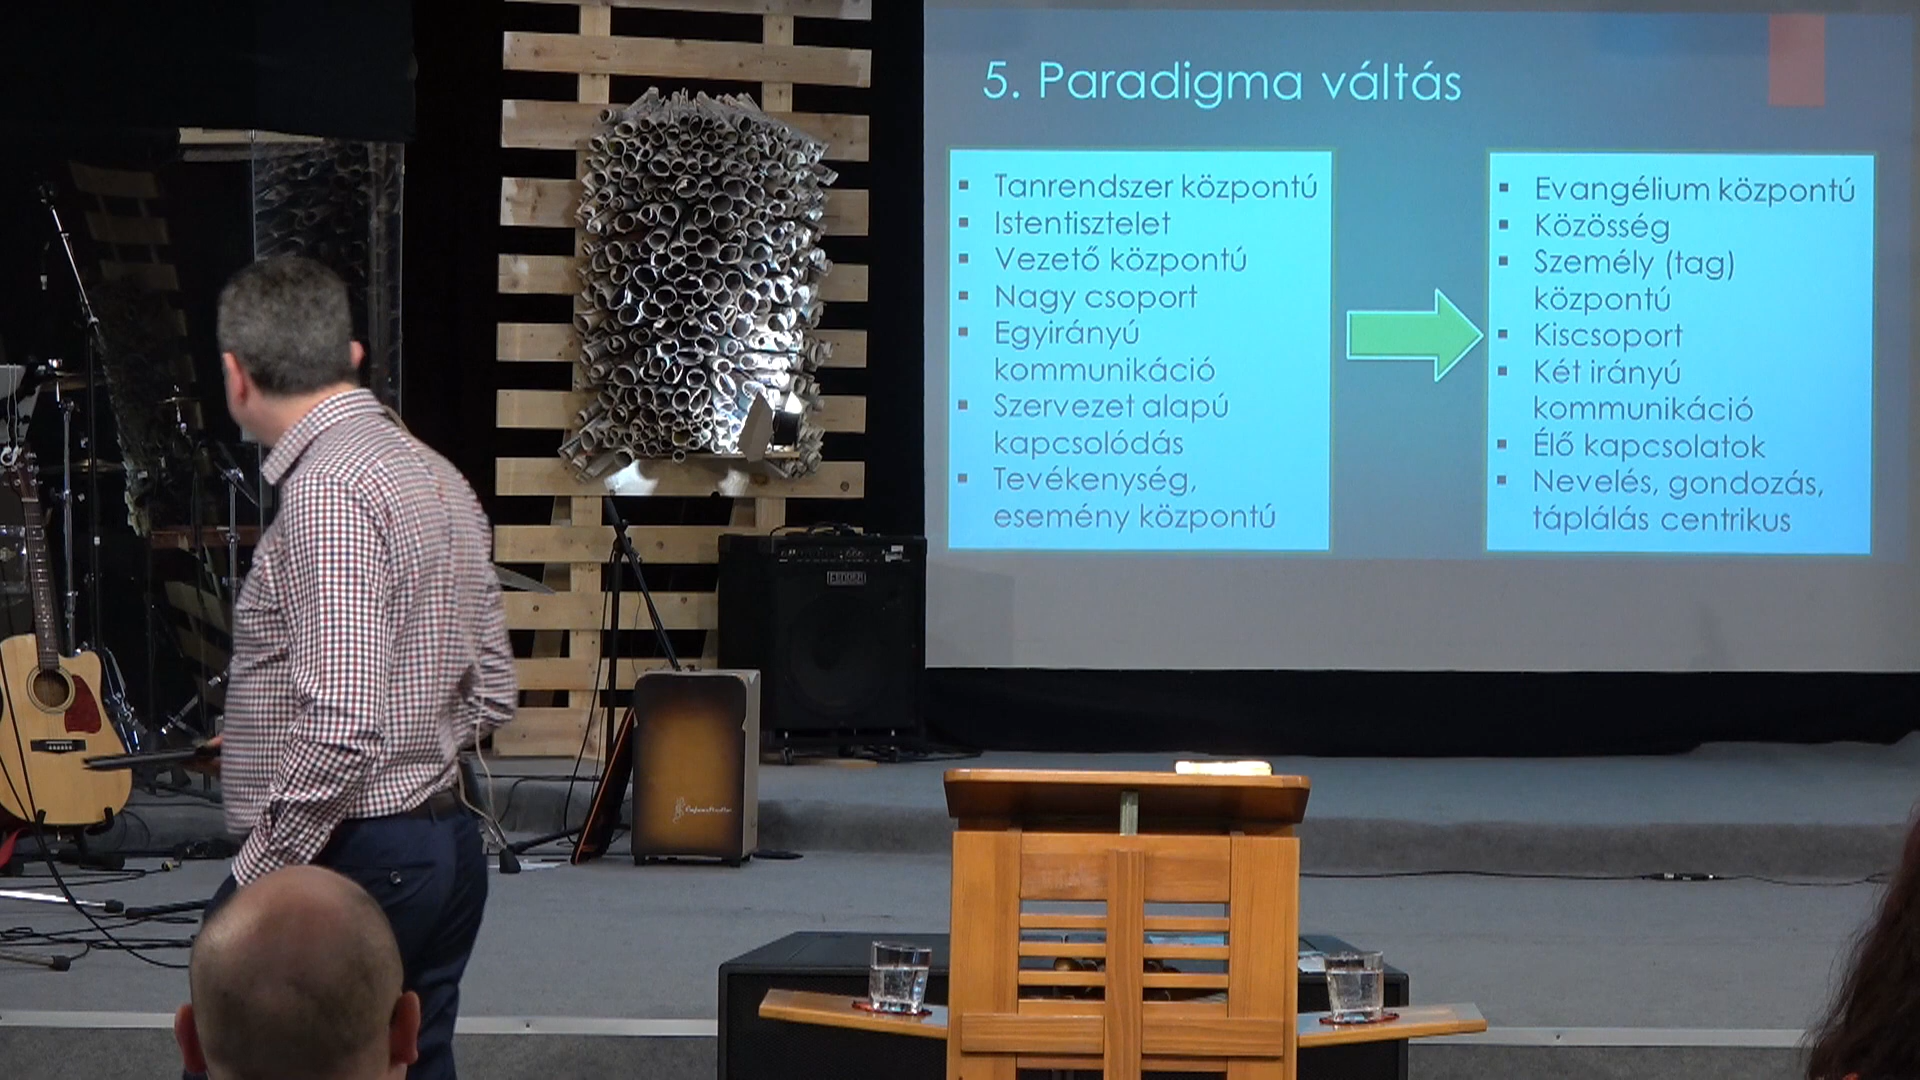 5. Paradigma váltás
▪ Tanrendszer központú
▪ Istentisztelet
▪ Vezető központú
▪ Nagy csoport
▪ Egyirányú
kommunikáció
▪ Szervezet alapú
kapcsolódás
▪ Tevékenység,
esemény központú
▪ Evangélium központú
▪ Közösség
▪ Személy (tag)
központú
▪ Kiscsoport
▪ Két irányú
kommunikáció
▪ Élő kapcsolatok
▪ Nevelés, gondozás,
táplálás centrikus